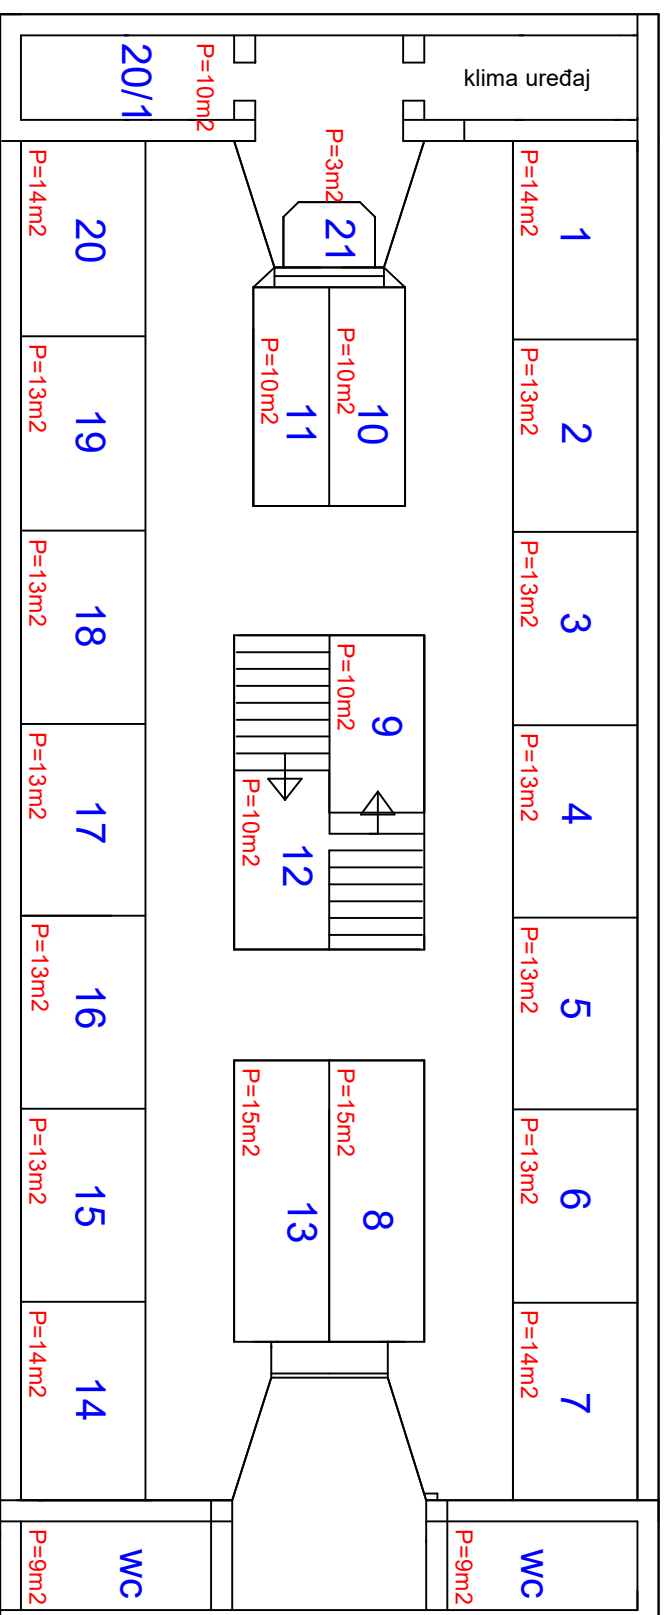 20/1
P=10m2
klima uređaj
P=3m2
21
20
P=14m2
1
P=14m2
19
P=13m2
11
P=10m2
10
P=10m2
2
P=13m2
18
P=13m2
3
P=13m2
9
P=10m2
17
P=13m2
12
P=10m2
4
P=13m2
16
P=13m2
5
P=13m2
15
P=13m2
13
P=15m2
8
P=15m2
6
P=13m2
14
P=14m2
7
P=14m2
WC
P=9m2
WC
P=9m2